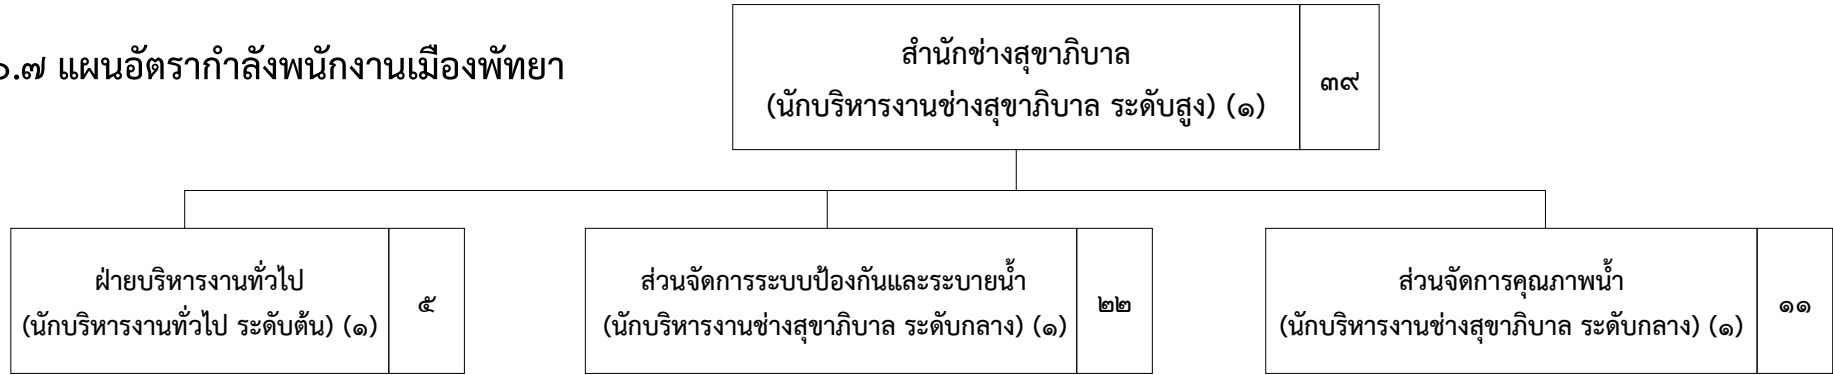 .๗ แผนอัตรากำลังพนักงานเมืองพัทยา
สำนักช่างสุขาภิบาล
(นักบริหารงานช่างสุขาภิบาล ระดับสูง) (๑)
๓๙
ฝ่ายบริหารงานทั่วไป
(นักบริหารงานทั่วไป ระดับต้น) (๑)
๕
ส่วนจัดการระบบป้องกันและระบายน้ำ
(นักบริหารงานช่างสุขาภิบาล ระดับกลาง) (๑)
๒๒
ส่วนจัดการคุณภาพน้ำ
(นักบริหารงานช่างสุขาภิบาล ระดับกลาง) (๑)
๑๑